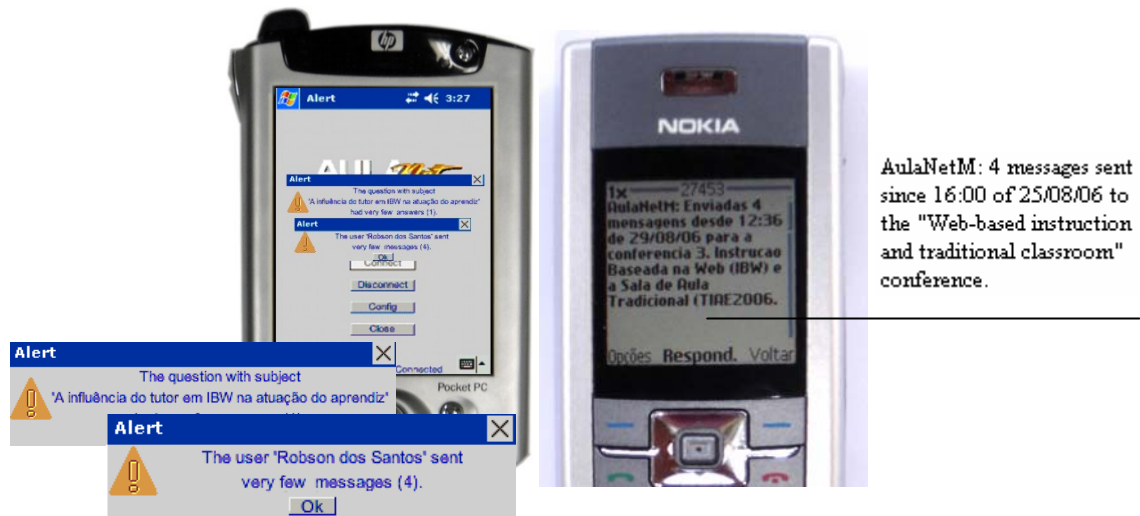 hp
Alert
3:27
AULANet
Alert
The question with subject
'A influência do tutor em IBW na atuação do aprendiz'
had very few answers (1).
Alert
The user 'Robson dos Santos' sent
very few messages (4).
Ok
Connect
Disconnect
Config
Close
Connected
Pocket PC
Alert
The question with subject
'A influência do tutor em IBW na atuação do aprendiz'
Alert
The user 'Robson dos Santos' sent
very few messages (4).
Ok
NOKIA
1x 27453
AulaNetM: Enviadas 4
mensagens desde 12:36
de 29/08/06 para a
conferencia 3. Instrucao
Baseada na Web (IBW) e
a Sala de Aula
Tradicional (TIAE2006.
Opções Respond. Voltar
AulaNetM: 4 messages sent
since 16:00 of 25/08/06 to
the "Web-based instruction
and traditional classroom"
conference.